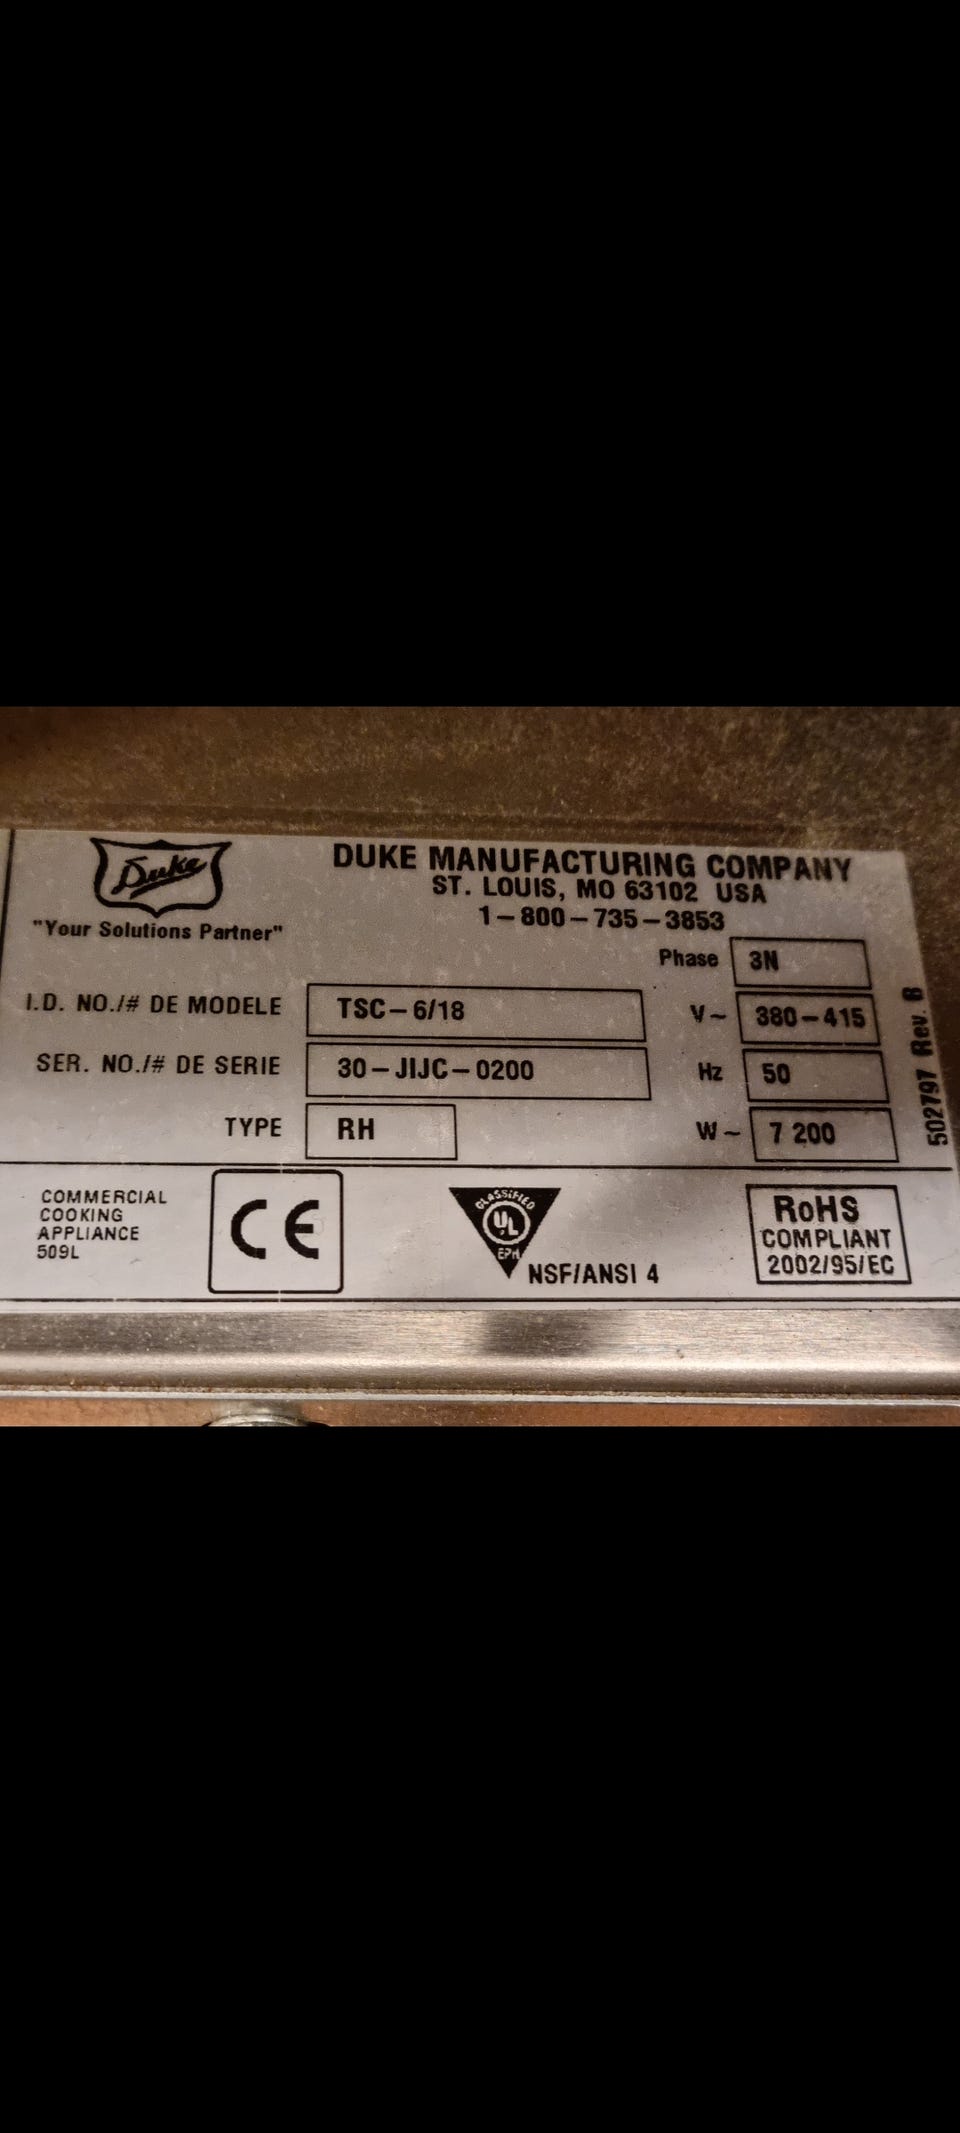 Duke
"Your Solutions Partner"
DUKE MANUFACTURING COMPANY
ST. LOUIS, MO 63102 USA
1-800-735-3853
Phase 3N
I.D. NO./# DE MODELE TSC-6/18
V~ 380-415
SER. NO./# DE SERIE 30-JIJC-0200
Hz 50
TYPE RH
W~ 7 200
502797 Rev. B
COMMERCIAL
COOKING
APPLIANCE
509L
CE
CLASSIFIED
UL
EPH
NSF/ANSI 4
RoHS
COMPLIANT
2002/95/EC